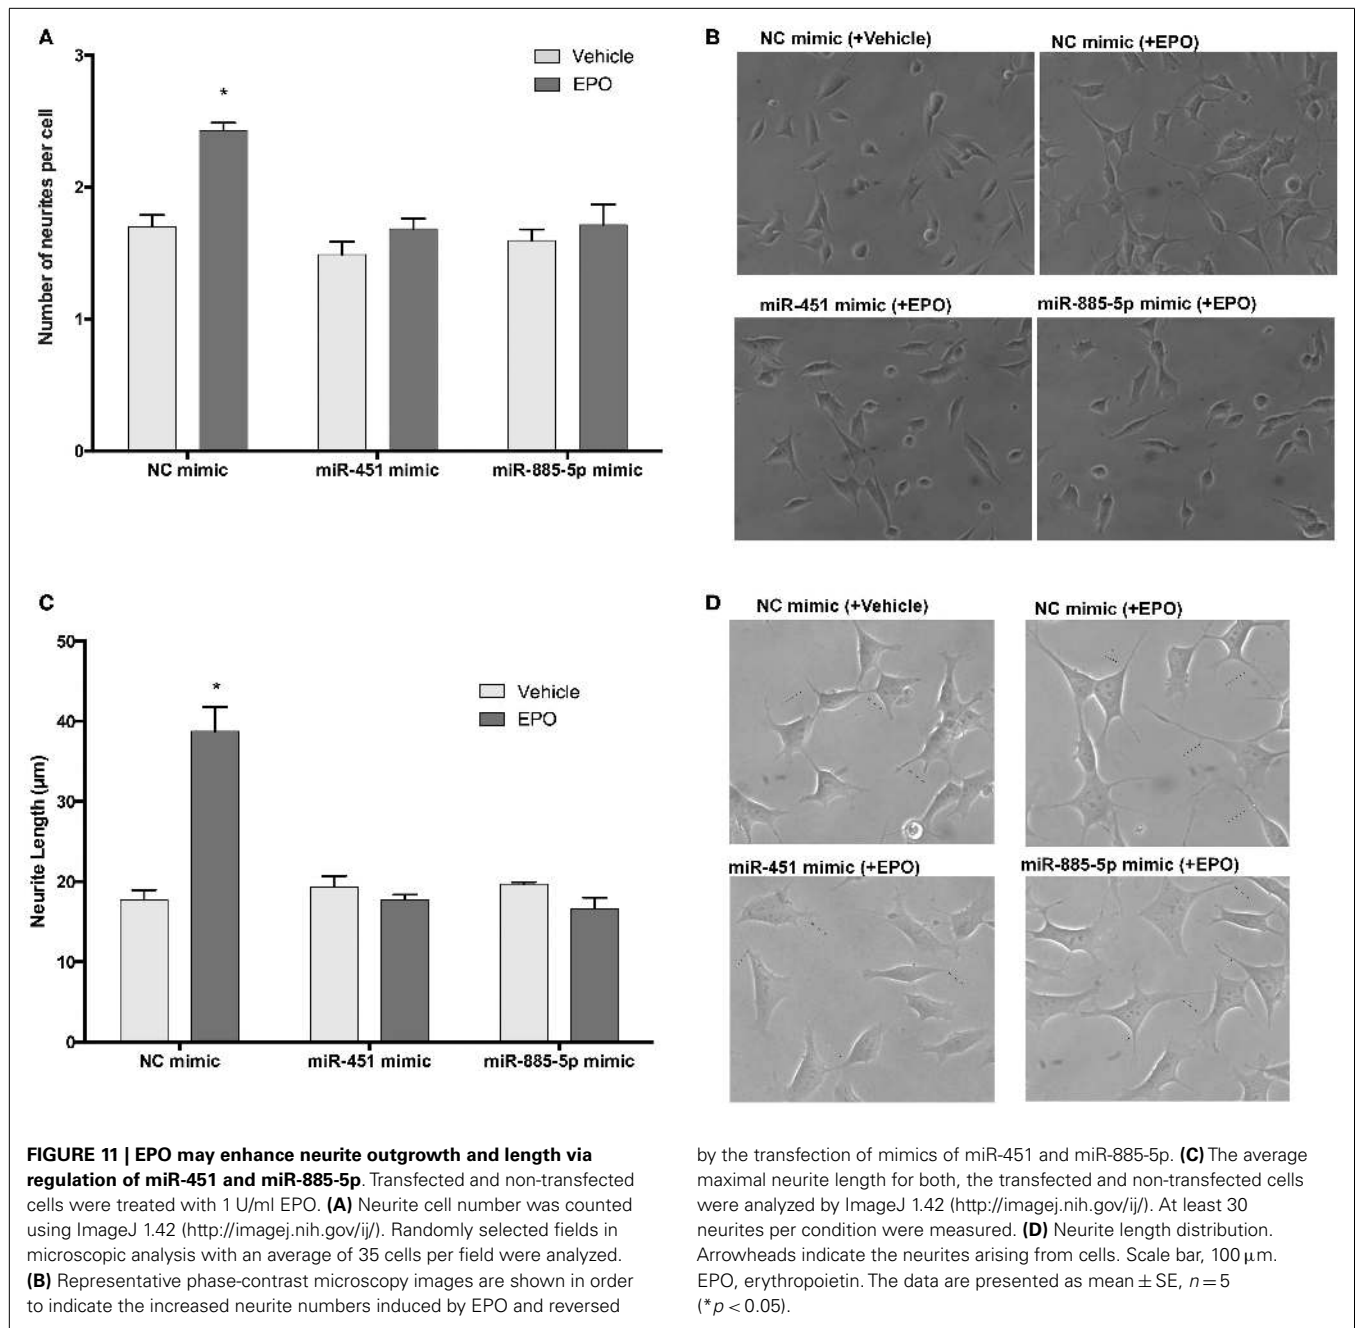 A
3
2
1
0
Number of neurites per cell
Vehicle
EPO
*
NC mimic
miR-451 mimic
miR-885-5p mimic
B
NC mimic (+Vehicle)
NC mimic (+EPO)
miR-451 mimic (+EPO)
miR-885-5p mimic (+EPO)
C
50
40
30
20
10
0
Neurite Length (µm)
Vehicle
EPO
*
NC mimic
miR-451 mimic
miR-885-5p mimic
D
NC mimic (+Vehicle)
NC mimic (+EPO)
miR-451 mimic (+EPO)
miR-885-5p mimic (+EPO)
FIGURE 11 | EPO may enhance neurite outgrowth and length via
regulation of miR-451 and miR-885-5p. Transfected and non-transfected
cells were treated with 1 U/ml EPO. (A) Neurite cell number was counted
using ImageJ 1.42 (http://imagej.nih.gov/ij/). Randomly selected fields in
microscopic analysis with an average of 35 cells per field were analyzed.
(B) Representative phase-contrast microscopy images are shown in order
to indicate the increased neurite numbers induced by EPO and reversed
by the transfection of mimics of miR-451 and miR-885-5p. (C) The average
maximal neurite length for both, the transfected and non-transfected cells
were analyzed by ImageJ 1.42 (http://imagej.nih.gov/ij/). At least 30
neurites per condition were measured. (D) Neurite length distribution.
Arrowheads indicate the neurites arising from cells. Scale bar, 100 µm.
EPO, erythropoietin. The data are presented as mean ± SE, n = 5
(*p < 0.05).